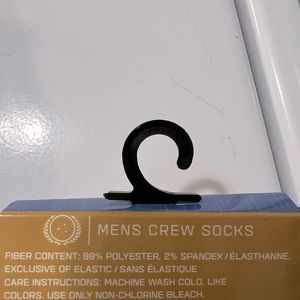 MENS CREW SOCKS
FIBER CONTENT: 98% POLYESTER, 2% SPANDEX / ÉLASTHANNE.
EXCLUSIVE OF ELASTIC / SANS ÉLASTIQUE
CARE INSTRUCTIONS: MACHINE WASH COLD, LIKE
COLORS. USE ONLY NON-CHLORINE BLEACH.